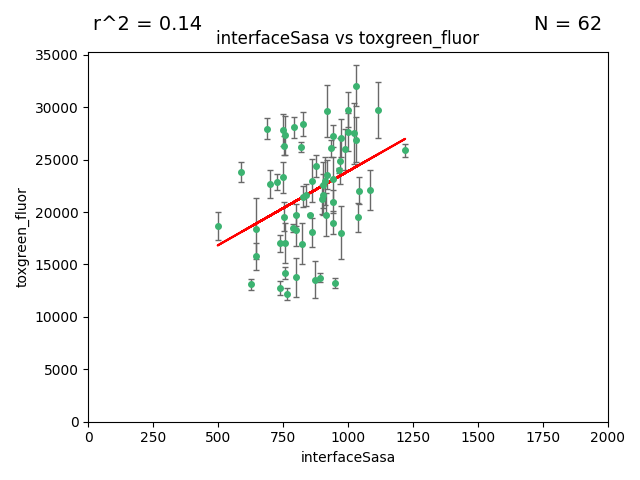 r^2 = 0.14
N = 62
interfaceSasa vs toxgreen_fluor
35000
30000
25000
20000
15000
10000
5000
0
toxgreen_fluor
0 250 500 750 1000 1250 1500 1750 2000
interfaceSasa